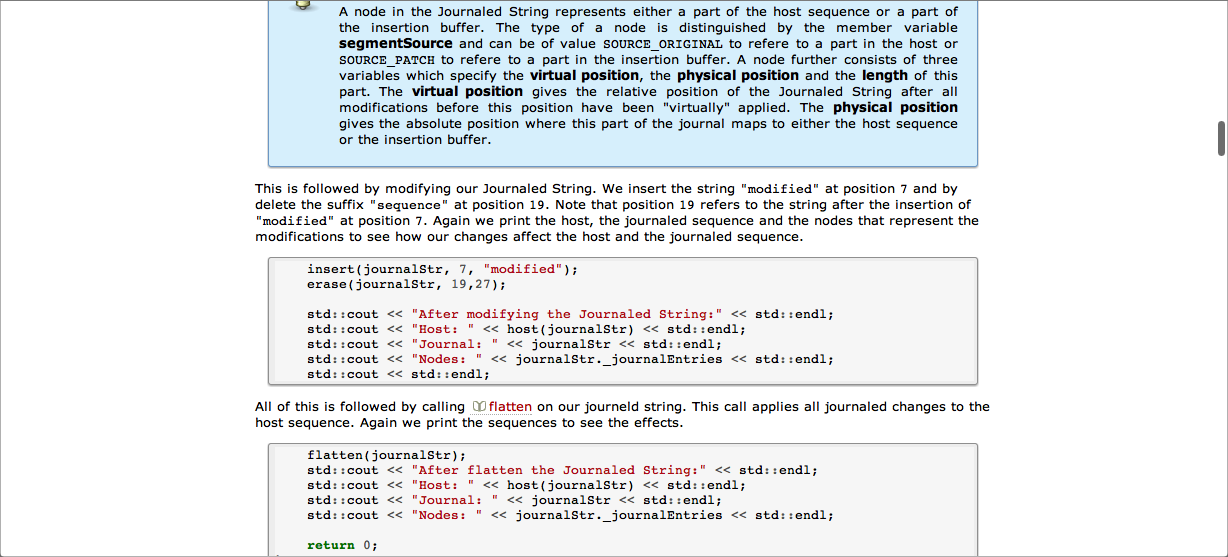 A node in the Journaled String represents either a part of the host sequence or a part of
the insertion buffer. The type of a node is distinguished by the member variable
segmentSource and can be of value SOURCE_ORIGINAL to refere to a part in the host or
SOURCE_PATCH to refere to a part in the insertion buffer. A node further consists of three
variables which specify the virtual position, the physical position and the length of this
part. The virtual position gives the relative position of the Journaled String after all
modifications before this position have been "virtually" applied. The physical position
gives the absolute position where this part of the journal maps to either the host sequence
or the insertion buffer.
This is followed by modifying our Journaled String. We insert the string "modified" at position 7 and by
delete the suffix "sequence" at position 19. Note that position 19 refers to the string after the insertion of
"modified" at position 7. Again we print the host, the journaled sequence and the nodes that represent the
modifications to see how our changes affect the host and the journaled sequence.
insert(journalStr, 7, "modified");
erase(journalStr, 19,27);
std::cout << "After modifying the Journaled String:" << std::endl;
std::cout << "Host: " << host(journalStr) << std::endl;
std::cout << "Journal: " << journalStr << std::endl;
std::cout << "Nodes: " << journalStr._journalEntries << std::endl;
std::cout << std::endl;
All of this is followed by calling flatten on our journeld string. This call applies all journaled changes to the
host sequence. Again we print the sequences to see the effects.
flatten(journalStr);
std::cout << "After flatten the Journaled String:" << std::endl;
std::cout << "Host: " << host(journalStr) << std::endl;
std::cout << "Journal: " << journalStr << std::endl;
std::cout << "Nodes: " << journalStr._journalEntries << std::endl;
return 0;